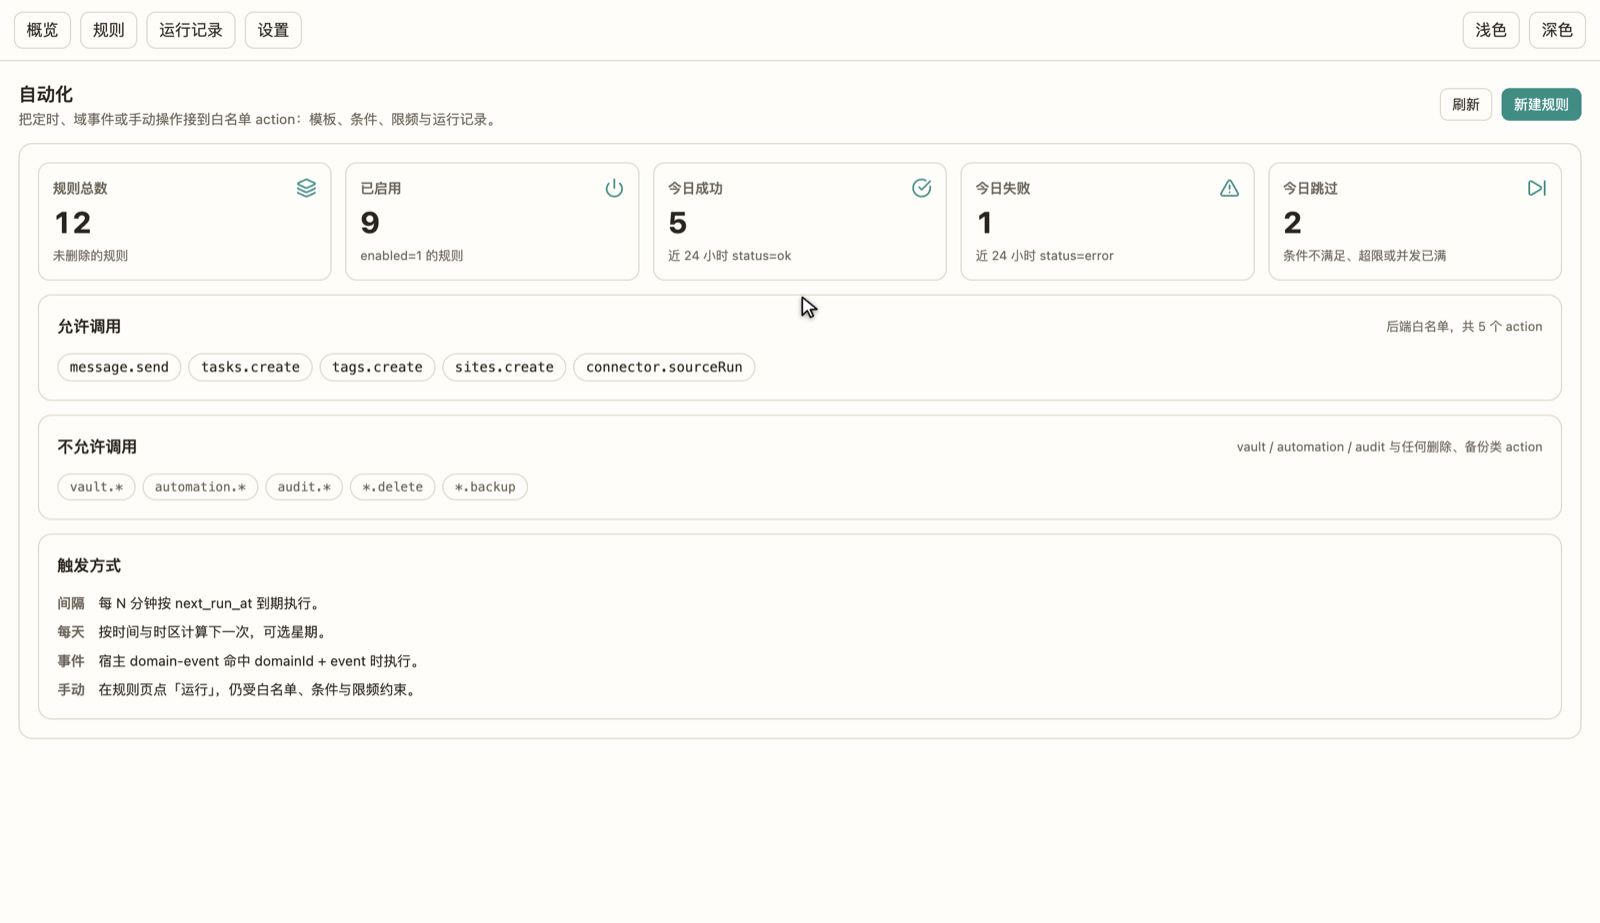 概览 规则 运行记录 设置 浅色 深色
自动化
把定时、域事件或手动操作接到白名单 action：模板、条件、限频与运行记录。
刷新 新建规则
规则总数
12
未删除的规则
已启用
9
enabled=1 的规则
今日成功
5
近 24 小时 status=ok
今日失败
1
近 24 小时 status=error
今日跳过
2
条件不满足、超限或并发已满
允许调用
后端白名单，共 5 个 action
message.send tasks.create tags.create sites.create connector.sourceRun
不允许调用
vault / automation / audit 与任何删除、备份类 action
vault.* automation.* audit.* *.delete *.backup
触发方式
间隔 每 N 分钟按 next_run_at 到期执行。
每天 按时间与时区计算下一次，可选星期。
事件 宿主 domain-event 命中 domainId + event 时执行。
手动 在规则页点「运行」，仍受白名单、条件与限频约束。